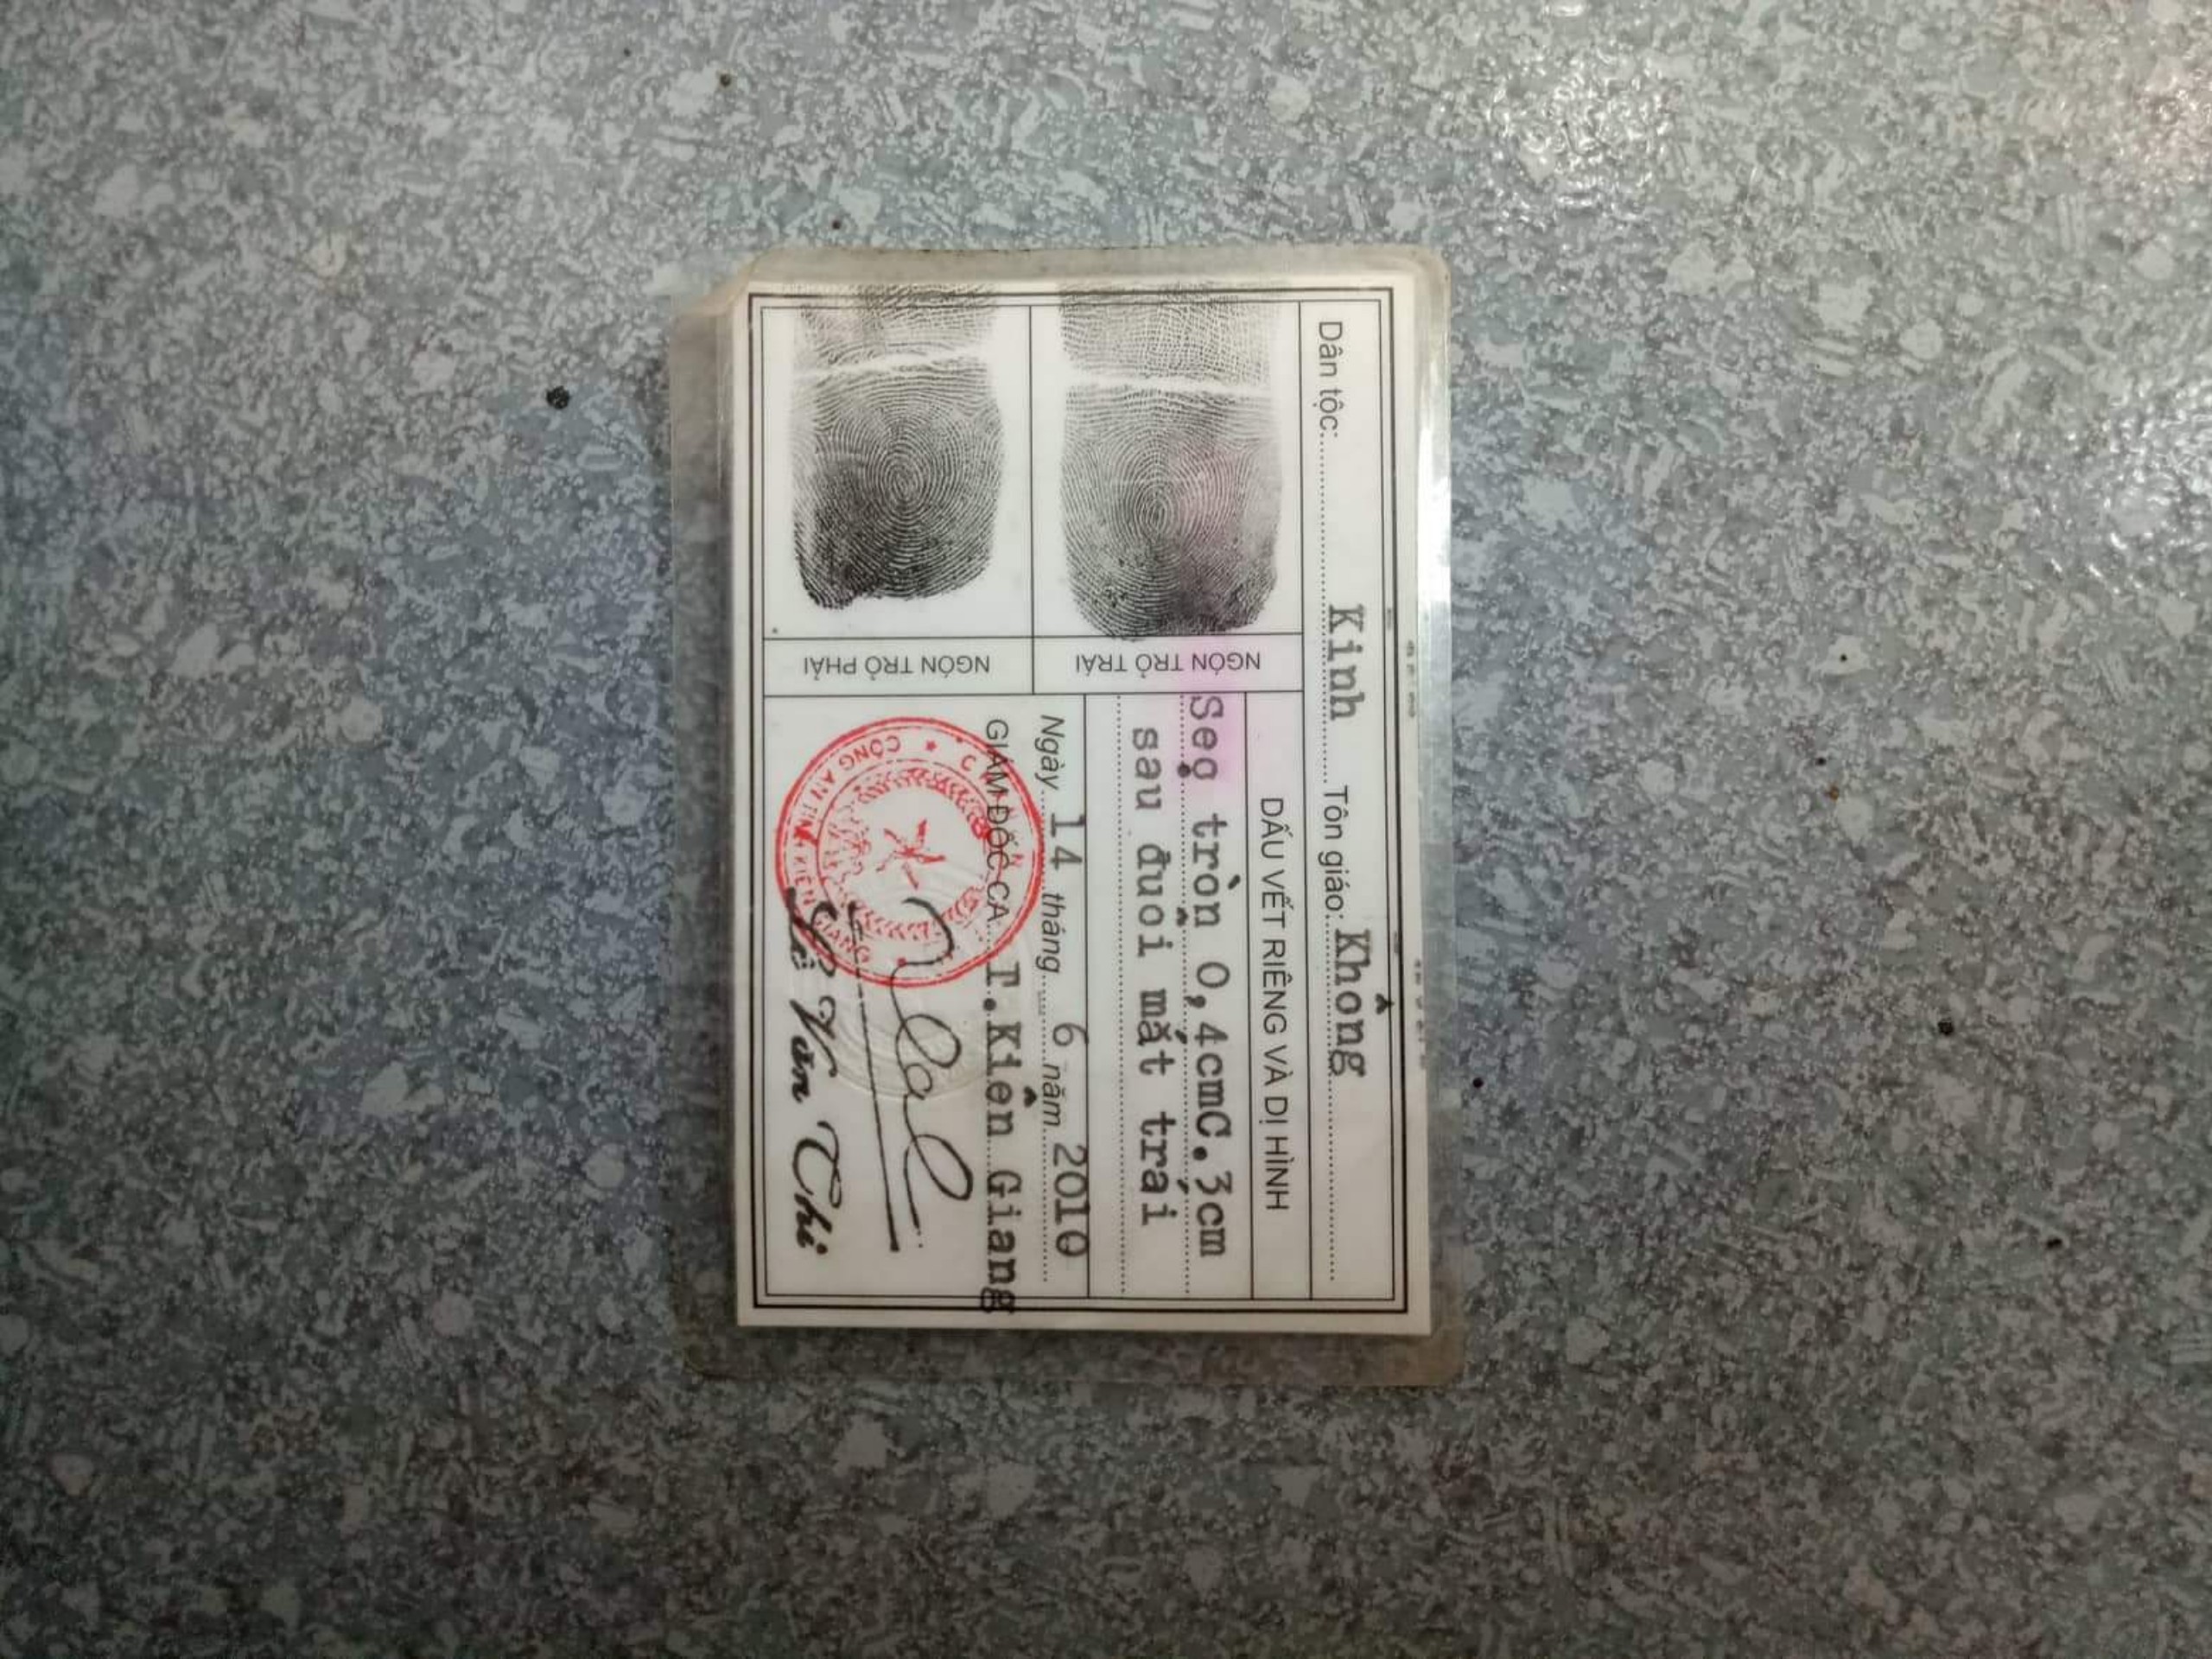 Dân tộc: Kinh Tôn giáo: Không
NGÓN TRỎ TRÁI
DẤU VẾT RIÊNG VÀ DỊ HÌNH
Sẹo tròn 0,4cmC.3cm
sau đuôi mắt trái
NGÓN TRỎ PHẢI
Ngày 14 tháng 6 năm 2010
GIÁM ĐỐC CA T.Kiên Giang
CÔNG AN TỈNH KIÊN GIANG
Lê Văn Thi